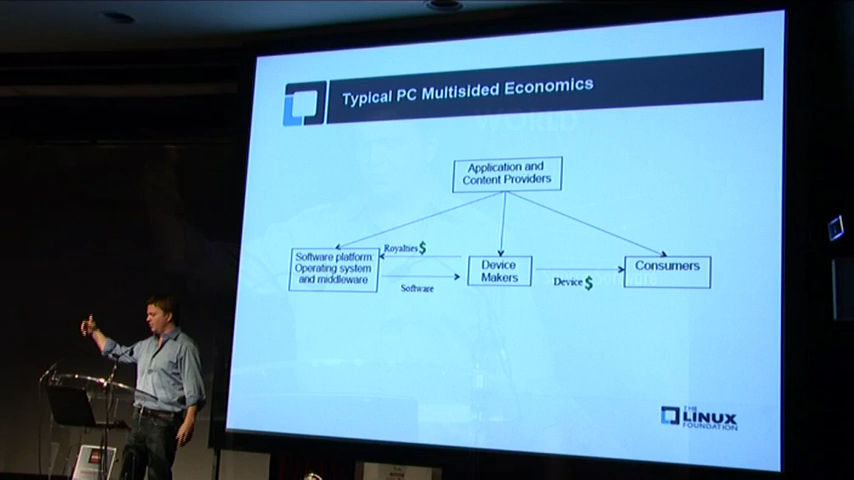 Typical PC Multisided Economics
WORLD
Application and
Content Providers
Software platform:
Operating system
and middleware
Royalties $
Software
Device
Makers
Device $
Consumers
THE
LINUX
FOUNDATION